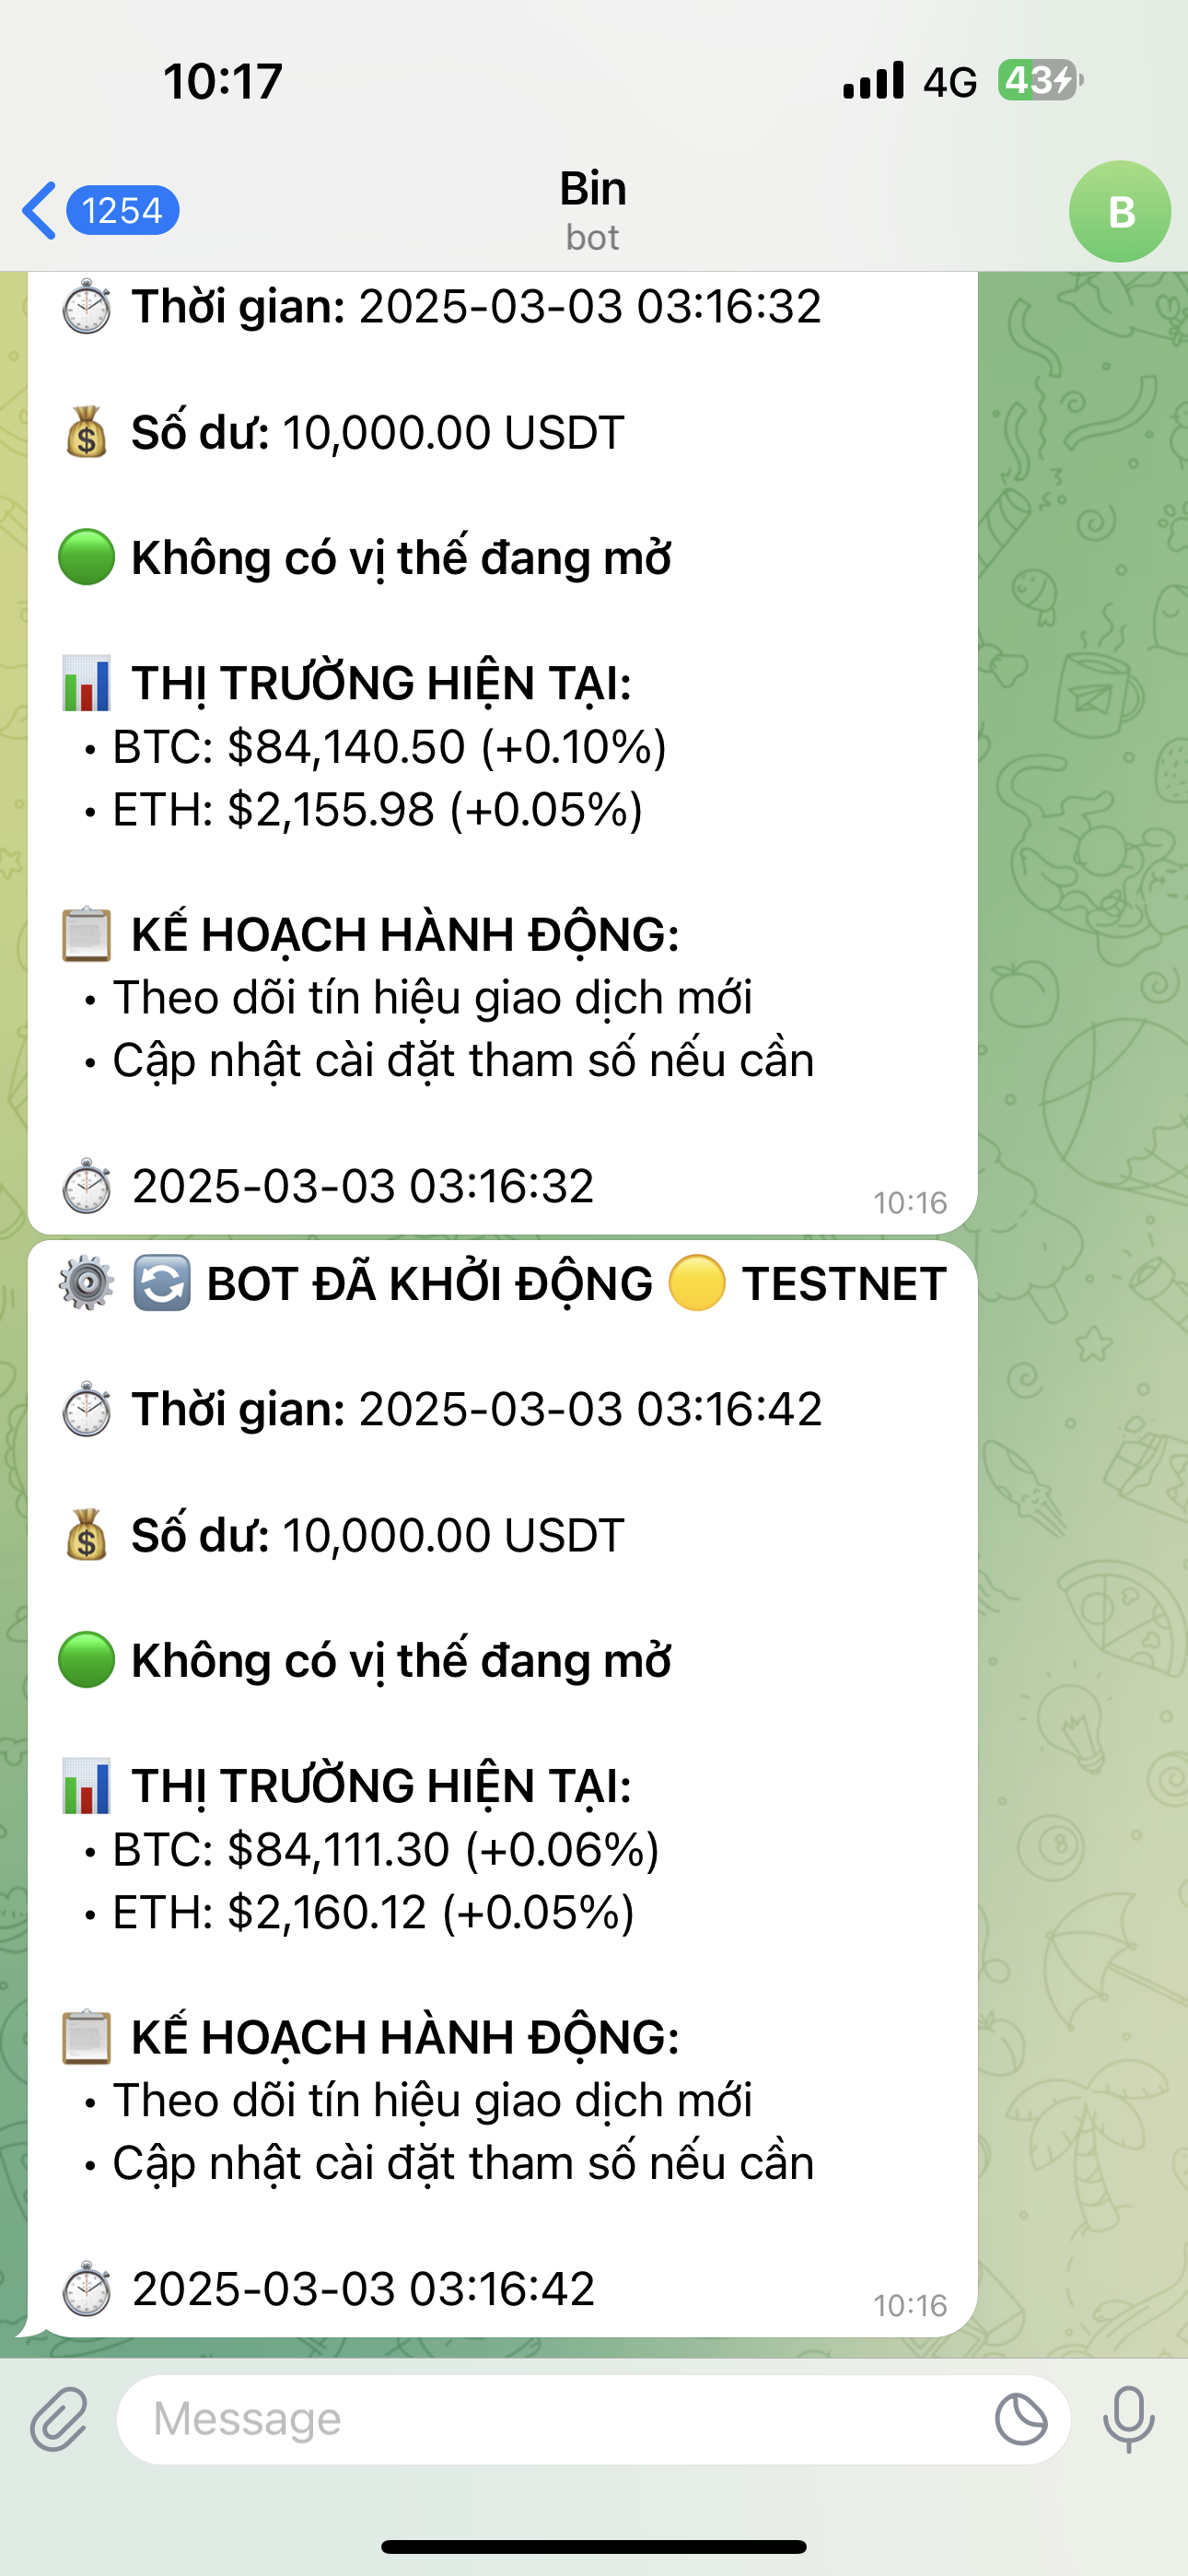 10:17
4G 43
1254
Bin
bot
B
Thời gian: 2025-03-03 03:16:32
Số dư: 10,000.00 USDT
Không có vị thế đang mở
THỊ TRƯỜNG HIỆN TẠI:
• BTC: $84,140.50 (+0.10%)
• ETH: $2,155.98 (+0.05%)
KẾ HOẠCH HÀNH ĐỘNG:
• Theo dõi tín hiệu giao dịch mới
• Cập nhật cài đặt tham số nếu cần
2025-03-03 03:16:32
10:16
BOT ĐÃ KHỞI ĐỘNG 🟡 TESTNET
Thời gian: 2025-03-03 03:16:42
Số dư: 10,000.00 USDT
Không có vị thế đang mở
THỊ TRƯỜNG HIỆN TẠI:
• BTC: $84,111.30 (+0.06%)
• ETH: $2,160.12 (+0.05%)
KẾ HOẠCH HÀNH ĐỘNG:
• Theo dõi tín hiệu giao dịch mới
• Cập nhật cài đặt tham số nếu cần
2025-03-03 03:16:42
10:16
Message